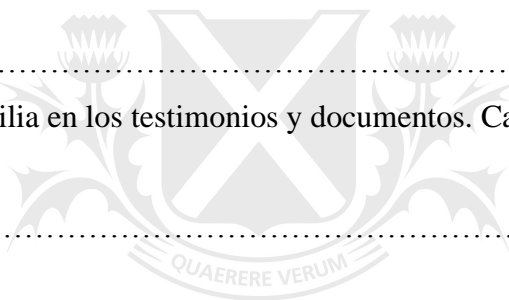 ……………………………………………………
ilia en los testimonios y documentos. Ca
……………………………………………………
QUAERERE VERUM